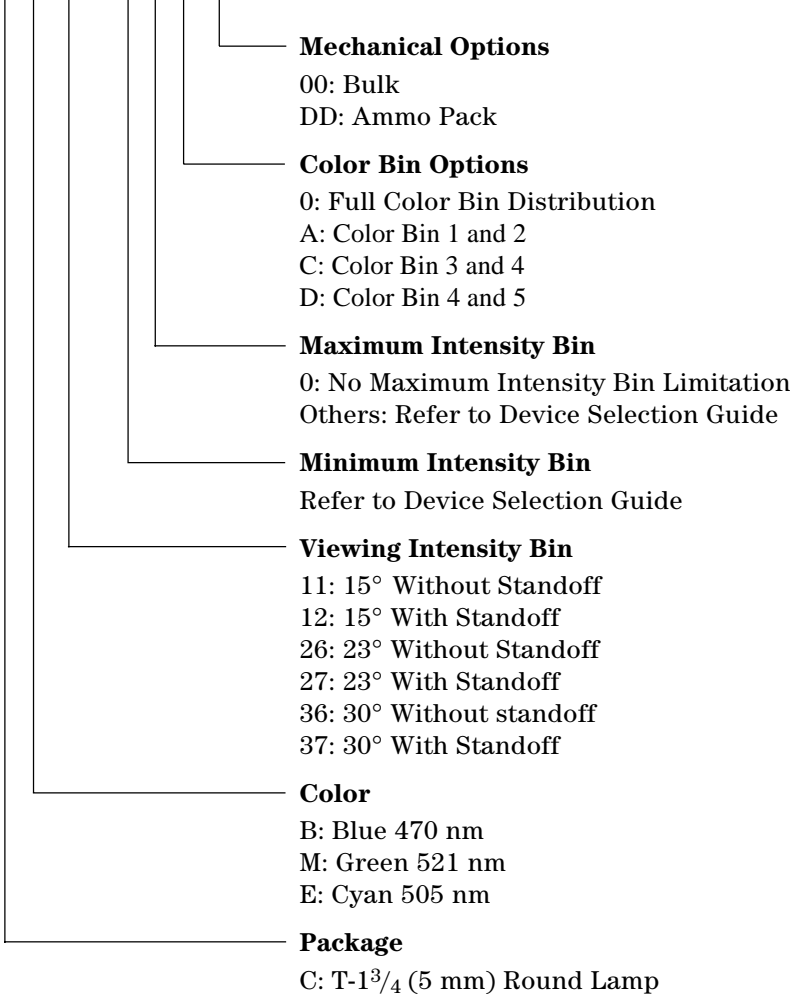 Mechanical Options
00: Bulk
DD: Ammo Pack
Color Bin Options
0: Full Color Bin Distribution
A: Color Bin 1 and 2
C: Color Bin 3 and 4
D: Color Bin 4 and 5
Maximum Intensity Bin
0: No Maximum Intensity Bin Limitation
Others: Refer to Device Selection Guide
Minimum Intensity Bin
Refer to Device Selection Guide
Viewing Intensity Bin
11: 15° Without Standoff
12: 15° With Standoff
26: 23° Without Standoff
27: 23° With Standoff
36: 30° Without standoff
37: 30° With Standoff
Color
B: Blue 470 nm
M: Green 521 nm
E: Cyan 505 nm
Package
C: T-1 3/4 (5 mm) Round Lamp